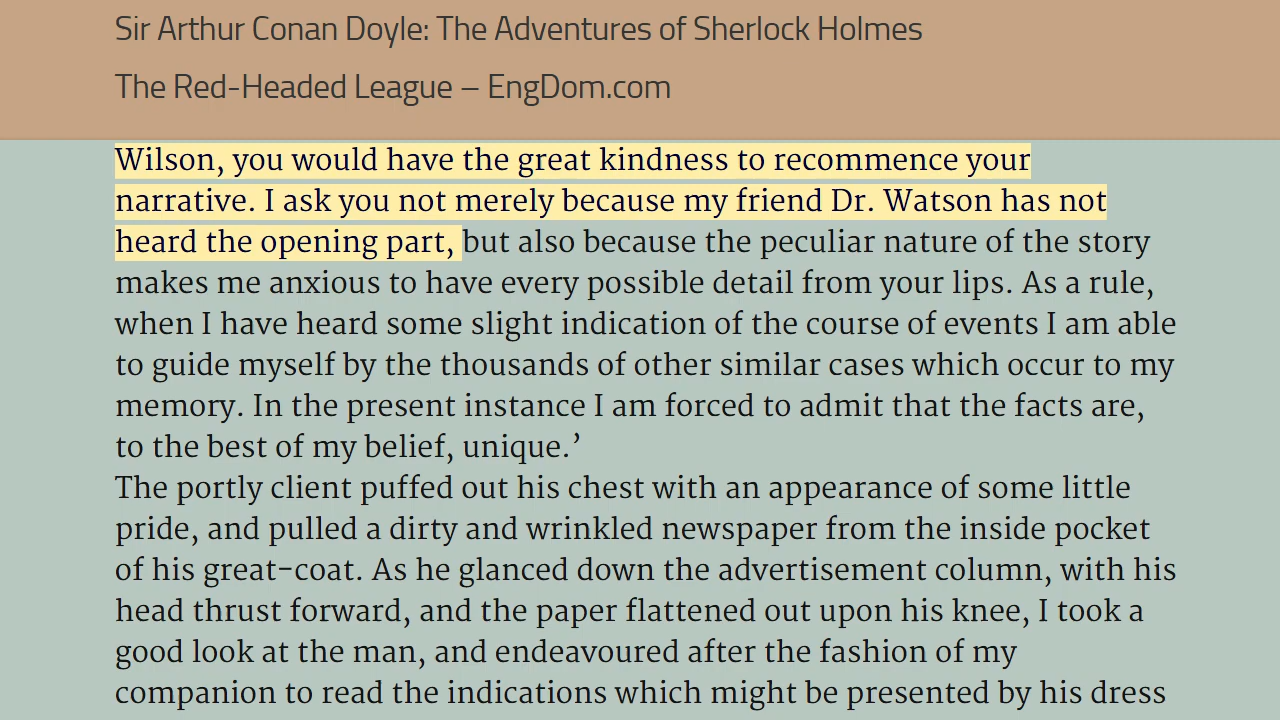 Sir Arthur Conan Doyle: The Adventures of Sherlock Holmes
The Red-Headed League – EngDom.com
Wilson, you would have the great kindness to recommence your
narrative. I ask you not merely because my friend Dr. Watson has not
heard the opening part, but also because the peculiar nature of the story
makes me anxious to have every possible detail from your lips. As a rule,
when I have heard some slight indication of the course of events I am able
to guide myself by the thousands of other similar cases which occur to my
memory. In the present instance I am forced to admit that the facts are,
to the best of my belief, unique.’
The portly client puffed out his chest with an appearance of some little
pride, and pulled a dirty and wrinkled newspaper from the inside pocket
of his great-coat. As he glanced down the advertisement column, with his
head thrust forward, and the paper flattened out upon his knee, I took a
good look at the man, and endeavoured after the fashion of my
companion to read the indications which might be presented by his dress